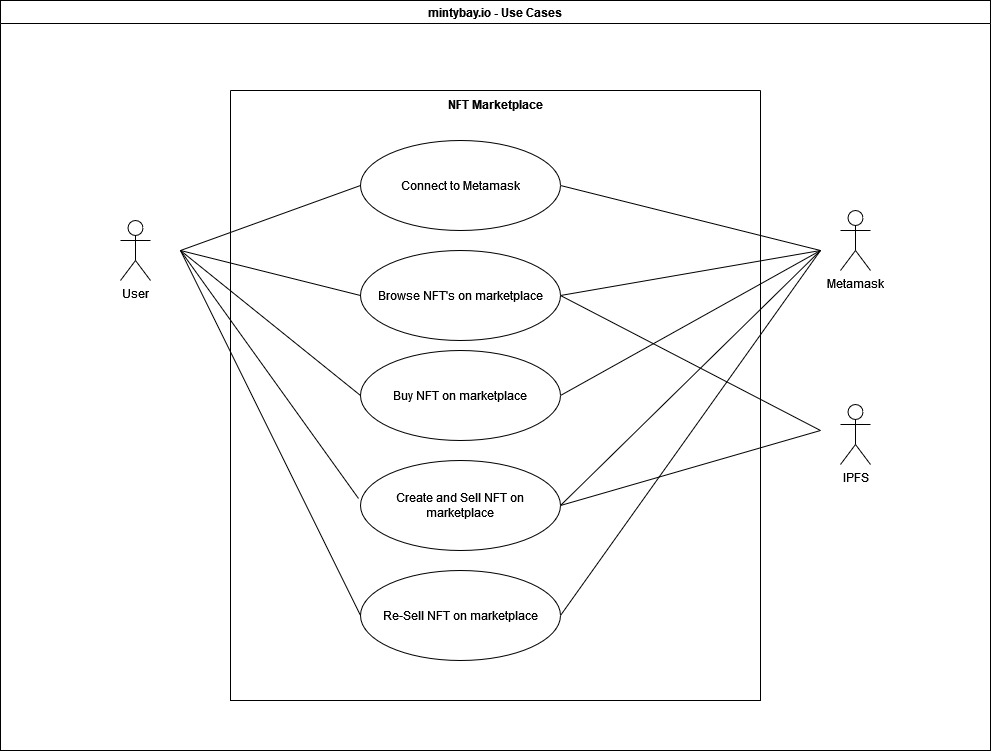 mintybay.io - Use Cases
NFT Marketplace
Connect to Metamask
User
Metamask
Browse NFT's on marketplace
Buy NFT on marketplace
IPFS
Create and Sell NFT on
marketplace
Re-Sell NFT on marketplace